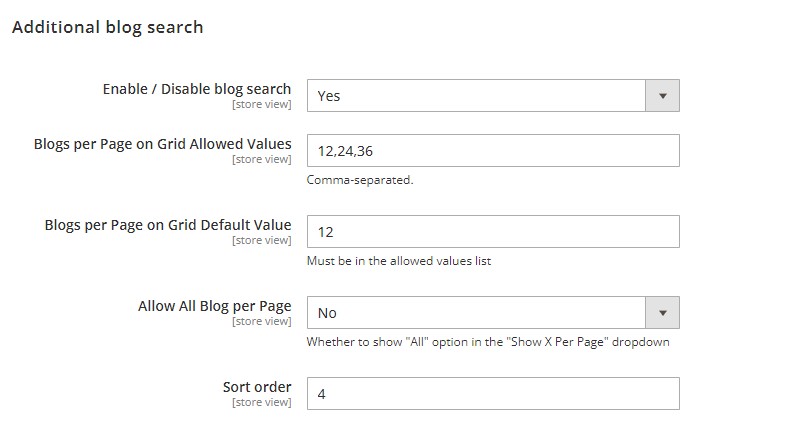 Additional blog search
Enable / Disable blog search
[store view]
Yes
Blogs per Page on Grid Allowed Values
[store view]
12,24,36
Comma-separated.
Blogs per Page on Grid Default Value
[store view]
12
Must be in the allowed values list
Allow All Blog per Page
[store view]
No
Whether to show "All" option in the "Show X Per Page" dropdown
Sort order
[store view]
4